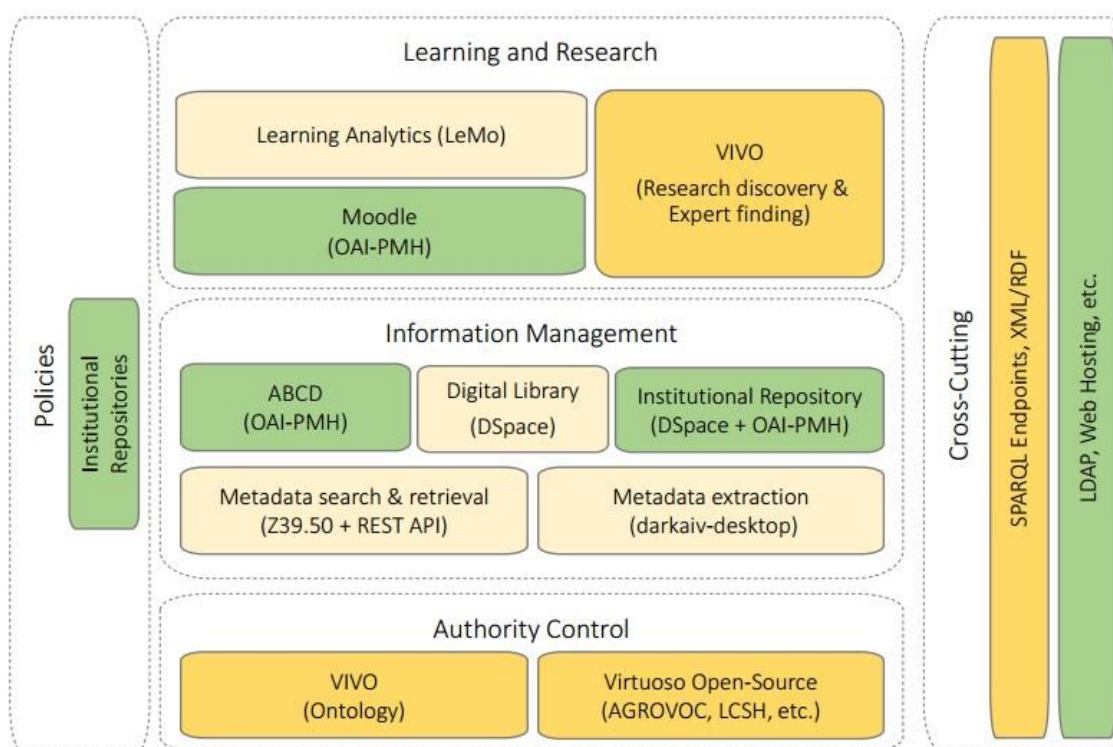 Policies
Institutional
Repositories
Learning and Research
Learning Analytics (LeMo)
Moodle
(OAI-PMH)
VIVO
(Research discovery &
Expert finding)
Information Management
ABCD
(OAI-PMH)
Digital Library
(DSpace)
Institutional Repository
(DSpace + OAI-PMH)
Metadata search & retrieval
(Z39.50 + REST API)
Metadata extraction
(darkaiv-desktop)
Authority Control
VIVO
(Ontology)
Virtuoso Open-Source
(AGROVOC, LCSH, etc.)
Cross-Cutting
SPARQL Endpoints, XML/RDF
LDAP, Web Hosting, etc.